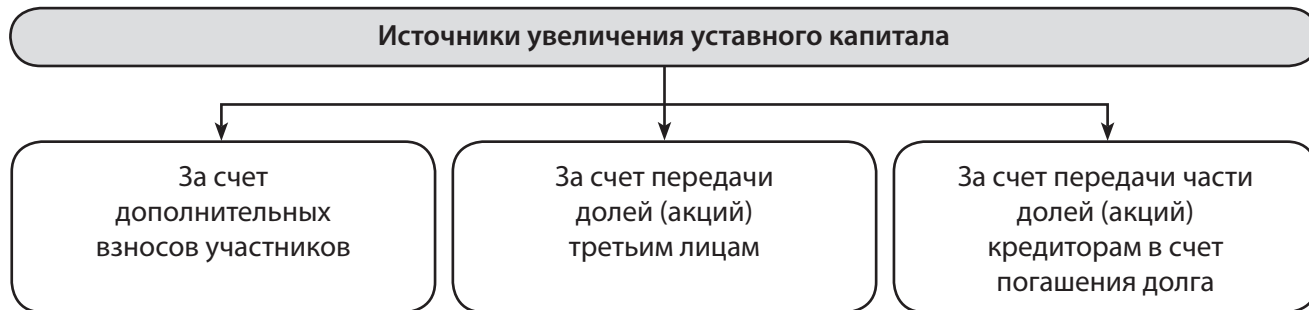 Источники увеличения уставного капитала
За счет
дополнительных
взносов участников
За счет передачи
долей (акций)
третьим лицам
За счет передачи части
долей (акций)
кредиторам в счет
погашения долга